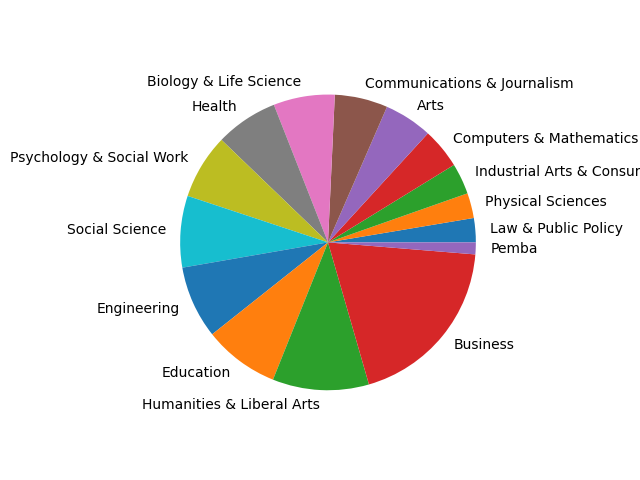 Communications & Journalism
Biology & Life Science
Arts
Health
Computers & Mathematics
Psychology & Social Work
Industrial Arts & Consu
Physical Sciences
Law & Public Policy
Social Science
Pemba
Engineering
Business
Education
Humanities & Liberal Arts